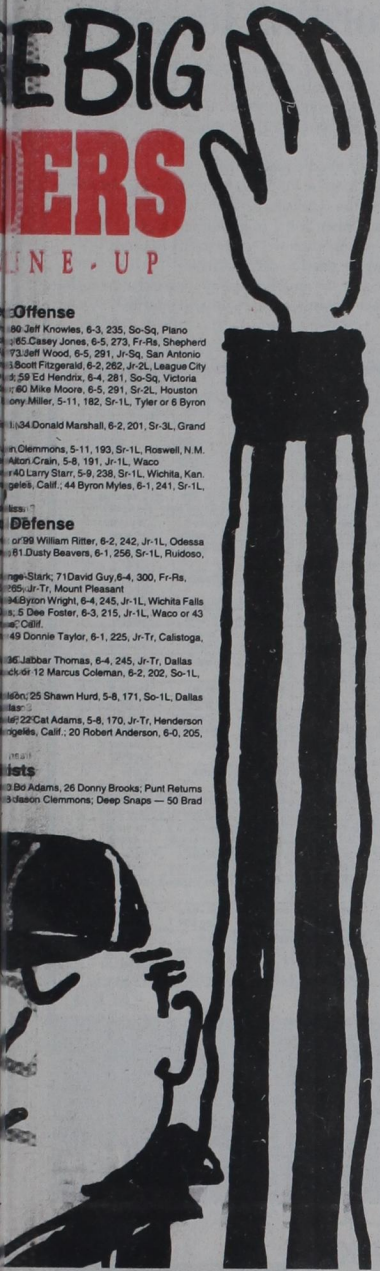 E BIG
ERS
INE-UP
Offense
80 Jeff Knowles, 6-3, 235, So-Sq, Plano
65 Casey Jones, 6-5, 273, Fr-Rs, Shepherd
73 Jeff Wood, 6-5, 291, Jr-Sq, San Antonio
Scott Fitzgerald, 6-2, 262, Jr-2L, League City
59 Ed Hendrix, 6-4, 281, So-Sq, Victoria
60 Mike Moore, 6-5, 291, Sr-2L, Houston
ony Miller, 5-11, 182, Sr-1L, Tyler or 6 Byron
34 Donald Marshall, 6-2, 201, Sr-3L, Grand
n Clemmons, 5-11, 193, Sr-1L, Roswell, N.M.
Alton Crain, 5-8, 191, Jr-1L, Waco
40 Larry Starr, 5-9, 238, Sr-1L, Wichita, Kan.
geles, Calif.; 44 Byron Myles, 6-1, 241, Sr-1L,
Defense
or 99 William Ritter, 6-2, 242, Jr-1L, Odessa
61 Dusty Beavers, 6-1, 256, Sr-1L, Ruidoso,
nge-Stark; 71 David Guy, 6-4, 300, Fr-Rs,
265, Jr-Tr, Mount Pleasant
94 Byron Wright, 6-4, 245, Jr-1L, Wichita Falls
s; 5 Dee Foster, 6-3, 215, Jr-1L, Waco or 43
Calif.
49 Donnie Taylor, 6-1, 225, Jr-Tr, Calistoga,
36 Jabbar Thomas, 6-4, 245, Jr-Tr, Dallas
ck or 12 Marcus Coleman, 6-2, 202, So-1L,
25 Shawn Hurd, 5-8, 171, So-1L, Dallas
22 Cat Adams, 5-8, 170, Jr-Tr, Henderson
ngeles, Calif.; 20 Robert Anderson, 6-0, 205,
ists
Bo Adams, 26 Donny Brooks; Punt Returns
Jason Clemmons; Deep Snaps — 50 Brad